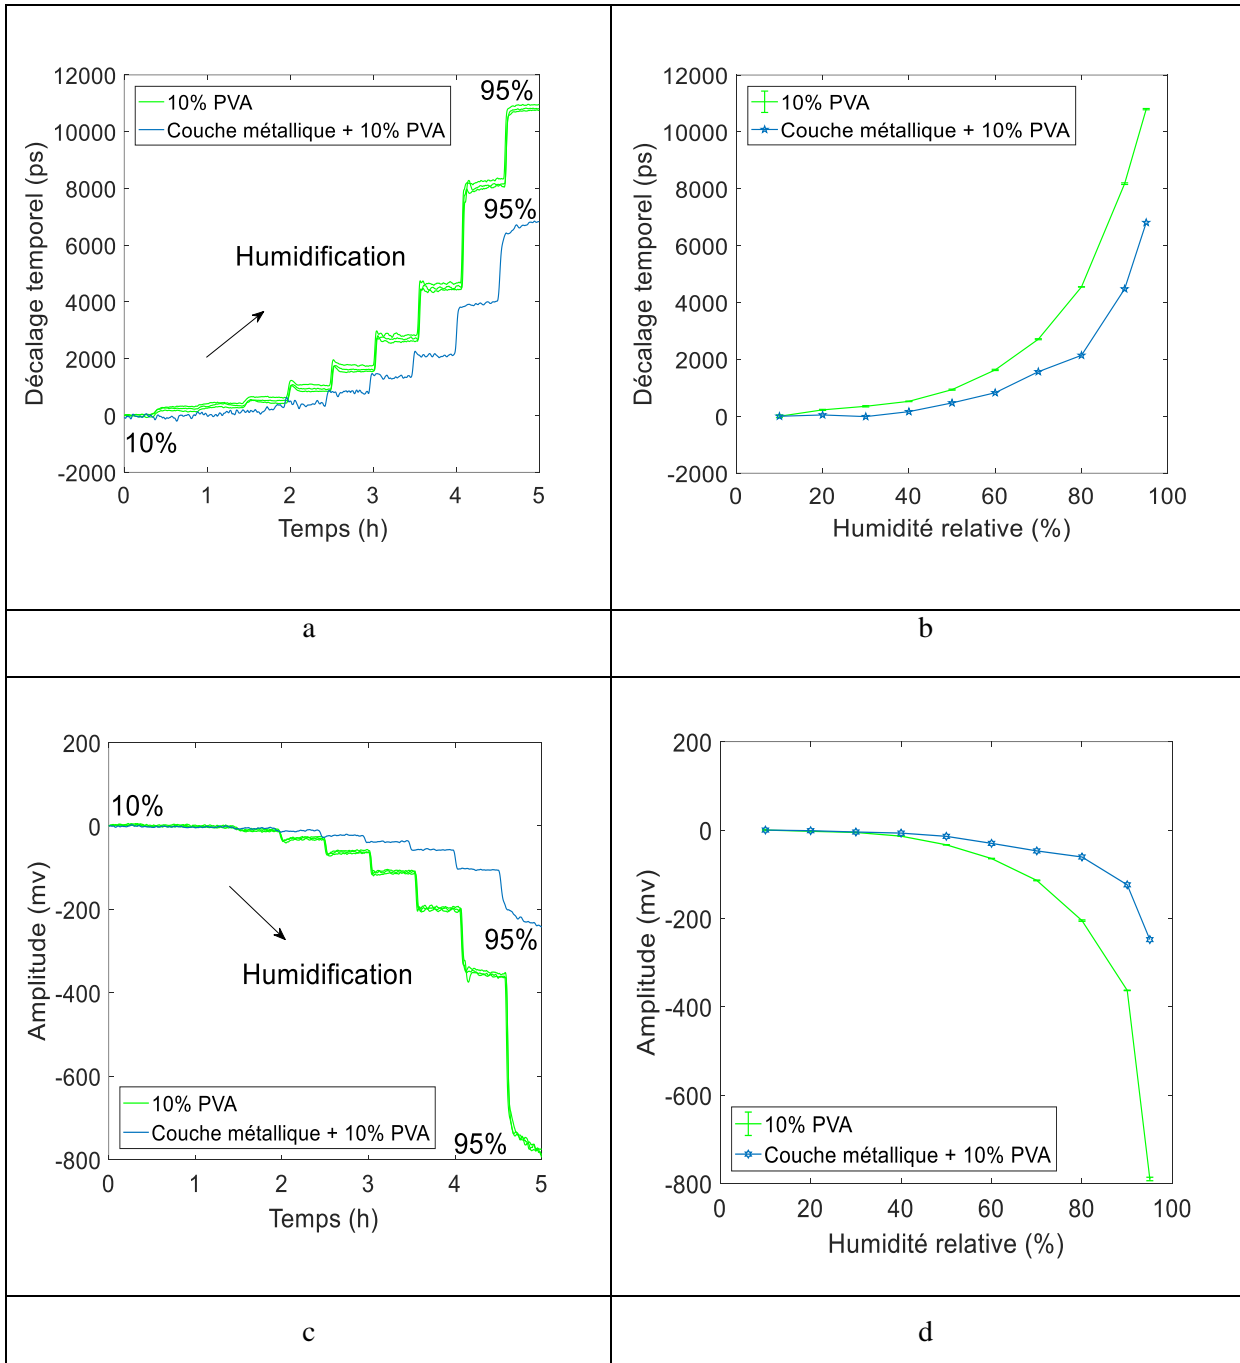 12000
10000
8000
6000
4000
2000
0
-2000
Décalage temporel (ps)
10% PVA
Couche métallique + 10% PVA
95%
95%
Humidification
10%
0 1 2 3 4 5
Temps (h)
12000
10000
8000
6000
4000
2000
0
-2000
Décalage temporel (ps)
10% PVA
Couche métallique + 10% PVA
0 20 40 60 80 100
Humidité relative (%)
a
b
200
0
-200
-400
-600
-800
Amplitude (mv)
10%
Humidification
95%
10% PVA
Couche métallique + 10% PVA
95%
0 1 2 3 4 5
Temps (h)
200
0
-200
-400
-600
-800
Amplitude (mv)
10% PVA
Couche métallique + 10% PVA
0 20 40 60 80 100
Humidité relative (%)
c
d